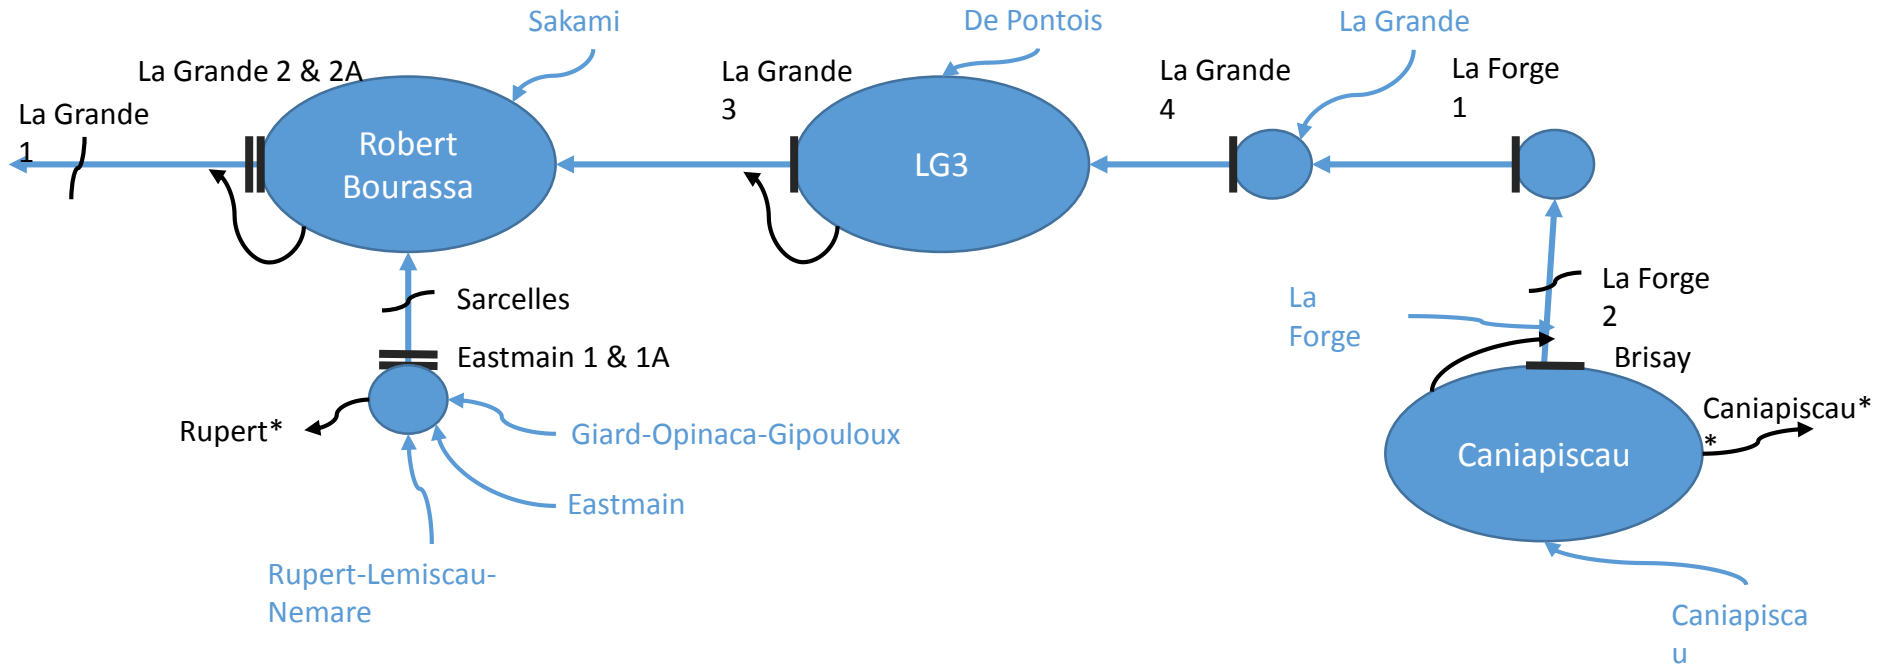 Sakami
De Pontois
La Grande
La Grande 2 & 2A
La Grande
3
La Grande
4
La Forge
1
La Grande
1
Robert
Bourassa
LG3
Sarcelles
La
Forge
La Forge
2
Eastmain 1 & 1A
Brisay
Rupert*
Giard-Opinaca-Gipouloux
Caniapiscau*
*
Caniapiscau
Eastmain
Rupert-Lemiscau-
Nemare
Caniapisca
u